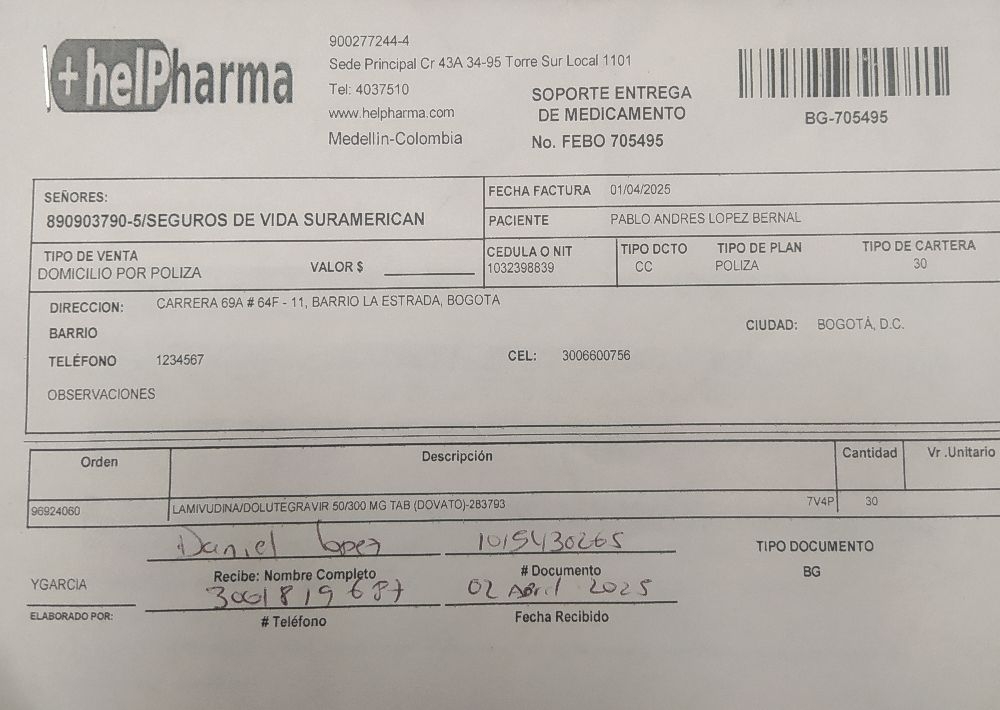 +helPharma
900277244-4
Sede Principal Cr 43A 34-95 Torre Sur Local 1101
Tel: 4037510
www.helpharma.com
Medellin-Colombia
SOPORTE ENTREGA
DE MEDICAMENTO
No. FEBO 705495
BG-705495
SEÑORES:
890903790-5/SEGUROS DE VIDA SURAMERICAN
FECHA FACTURA 01/04/2025
PACIENTE PABLO ANDRES LOPEZ BERNAL
TIPO DE VENTA
DOMICILIO POR POLIZA
VALOR $
CEDULA O NIT
1032398839
TIPO DCTO
CC
TIPO DE PLAN
POLIZA
TIPO DE CARTERA
30
DIRECCION: CARRERA 69A # 64F - 11, BARRIO LA ESTRADA, BOGOTA
BARRIO
CIUDAD: BOGOTÁ, D.C.
TELÉFONO 1234567
CEL: 3006600756
OBSERVACIONES
Orden Descripción Cantidad Vr .Unitario
96924060 LAMIVUDINA/DOLUTEGRAVIR 50/300 MG TAB (DOVATO)-283793 7V4P 30
Daniel lopez 1015430265
Recibe: Nombre Completo # Documento
3001819687 02 Abril 2025
# Teléfono Fecha Recibido
YGARCIA
ELABORADO POR:
TIPO DOCUMENTO
BG